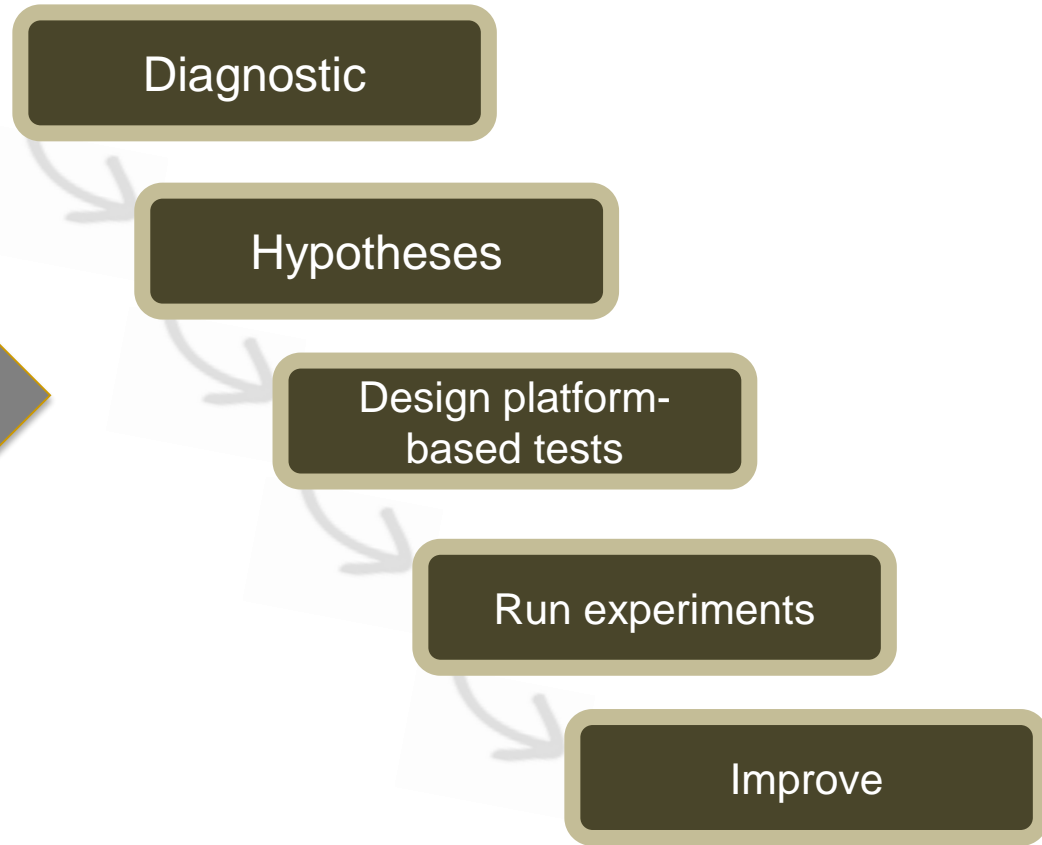 Diagnostic
Hypotheses
Design platform-
based tests
Run experiments
Improve